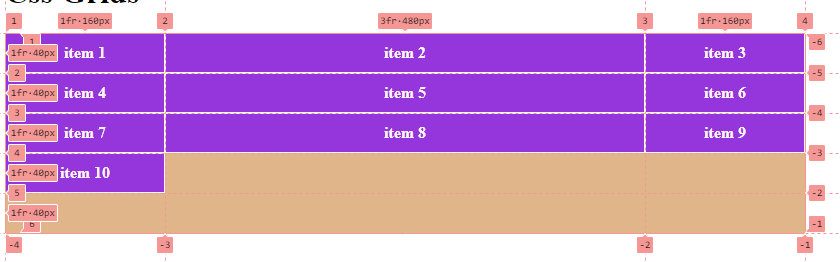 Css Grids
1 1fr·160px 2 3fr·480px 3 1fr·160px 4
1 -6
1fr·40px item 1 item 2 item 3
2 -5
1fr·40px item 4 item 5 item 6
3 -4
1fr·40px item 7 item 8 item 9
4 -3
1fr·40px item 10
5 -2
1fr·40px
6 -1
-4 -3 -2 -1